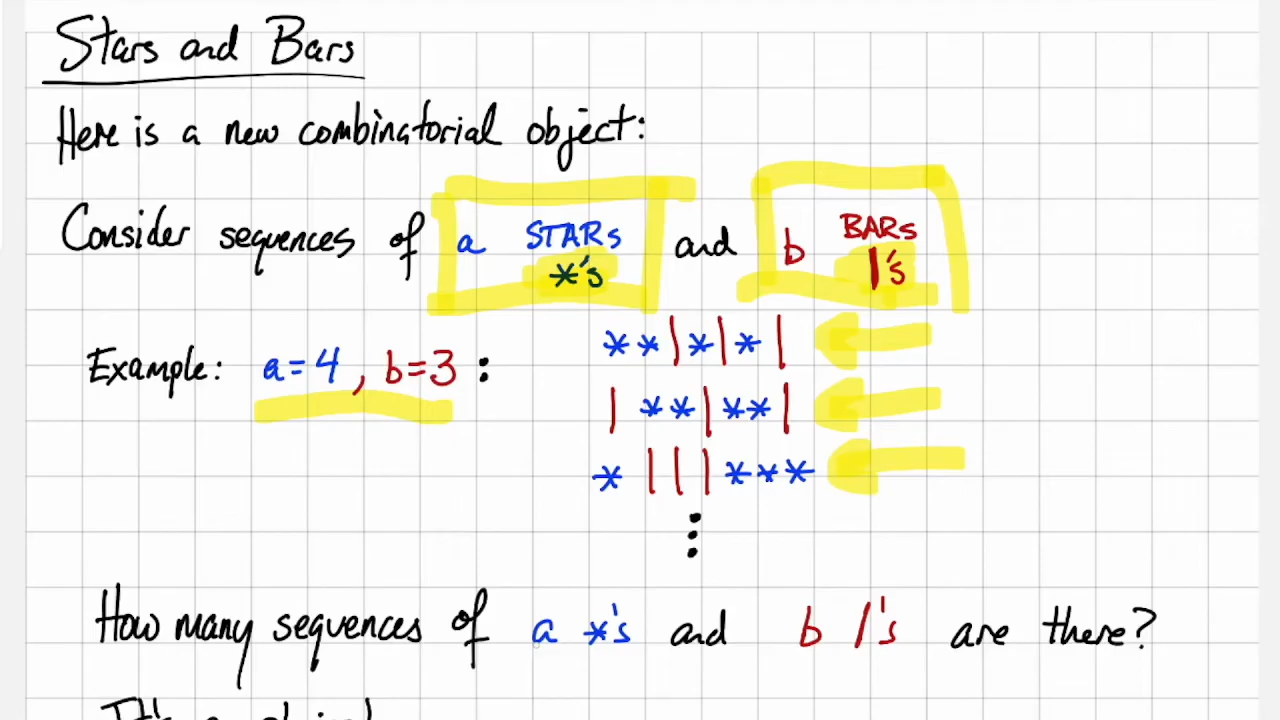 Stars and Bars
Here is a new combinatorial object:
Consider sequences of a STARs and b BARs
*'s |'s
Example: a=4, b=3: **|*|*|
|**|**|
*|||***
⋮
How many sequences of a *'s and b |'s are there?
It's a